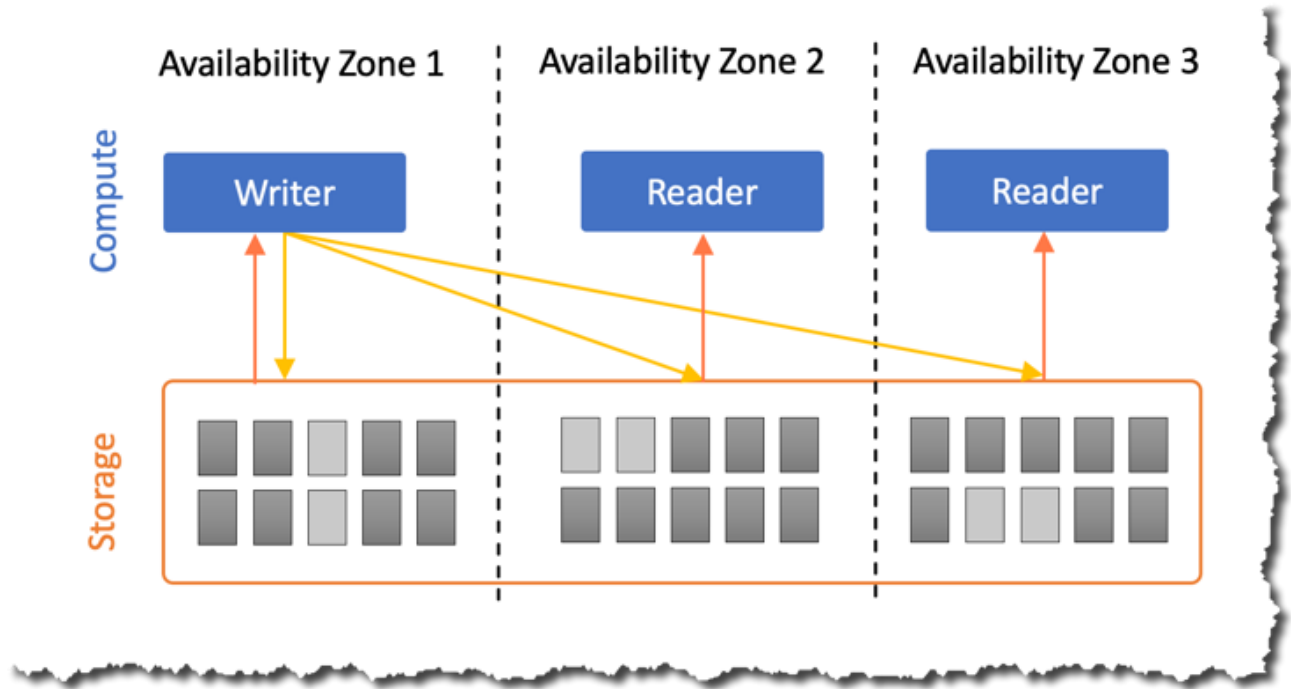 Availability Zone 1
Availability Zone 2
Availability Zone 3
Compute
Writer
Reader
Reader
Storage